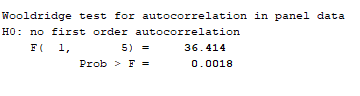 Wooldridge test for autocorrelation in panel data
H0: no first order autocorrelation
F( 1, 5) = 36.414
Prob > F = 0.0018